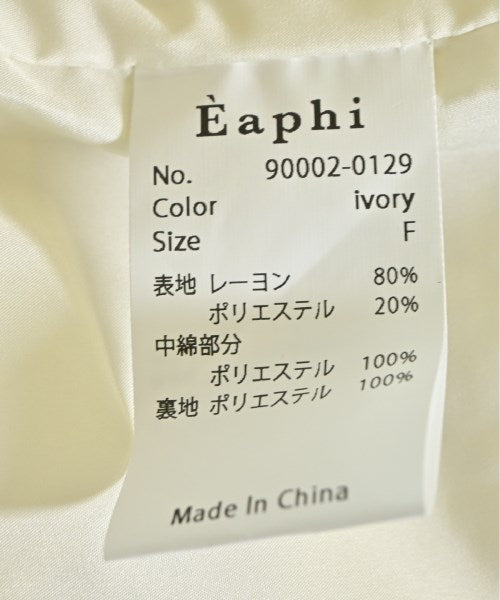 Èaphi
No. 90002-0129
Color ivory
Size F
表地 レーヨン 80%
ポリエステル 20%
中綿部分
ポリエステル 100%
裏地 ポリエステル 100%
Made In China